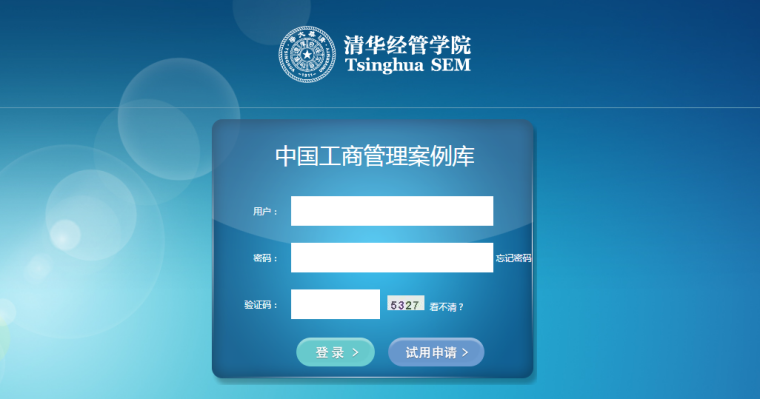 清华经管学院
Tsinghua SEM
中国工商管理案例库
用户：
密码： 忘记密码
验证码： 5327 看不清？
登录 >
试用申请 >